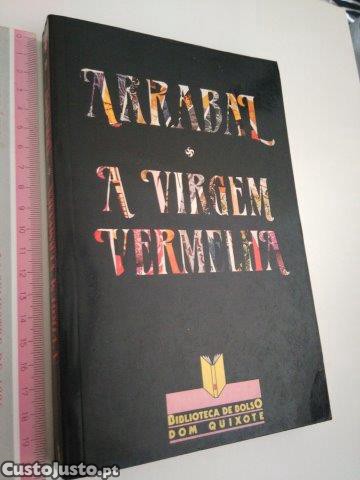 ARRABAL
A VIRGEM
VERMELHA
BIBLIOTECA DE BOLSO
DOM QUIXOTE
CustoJusto.pt